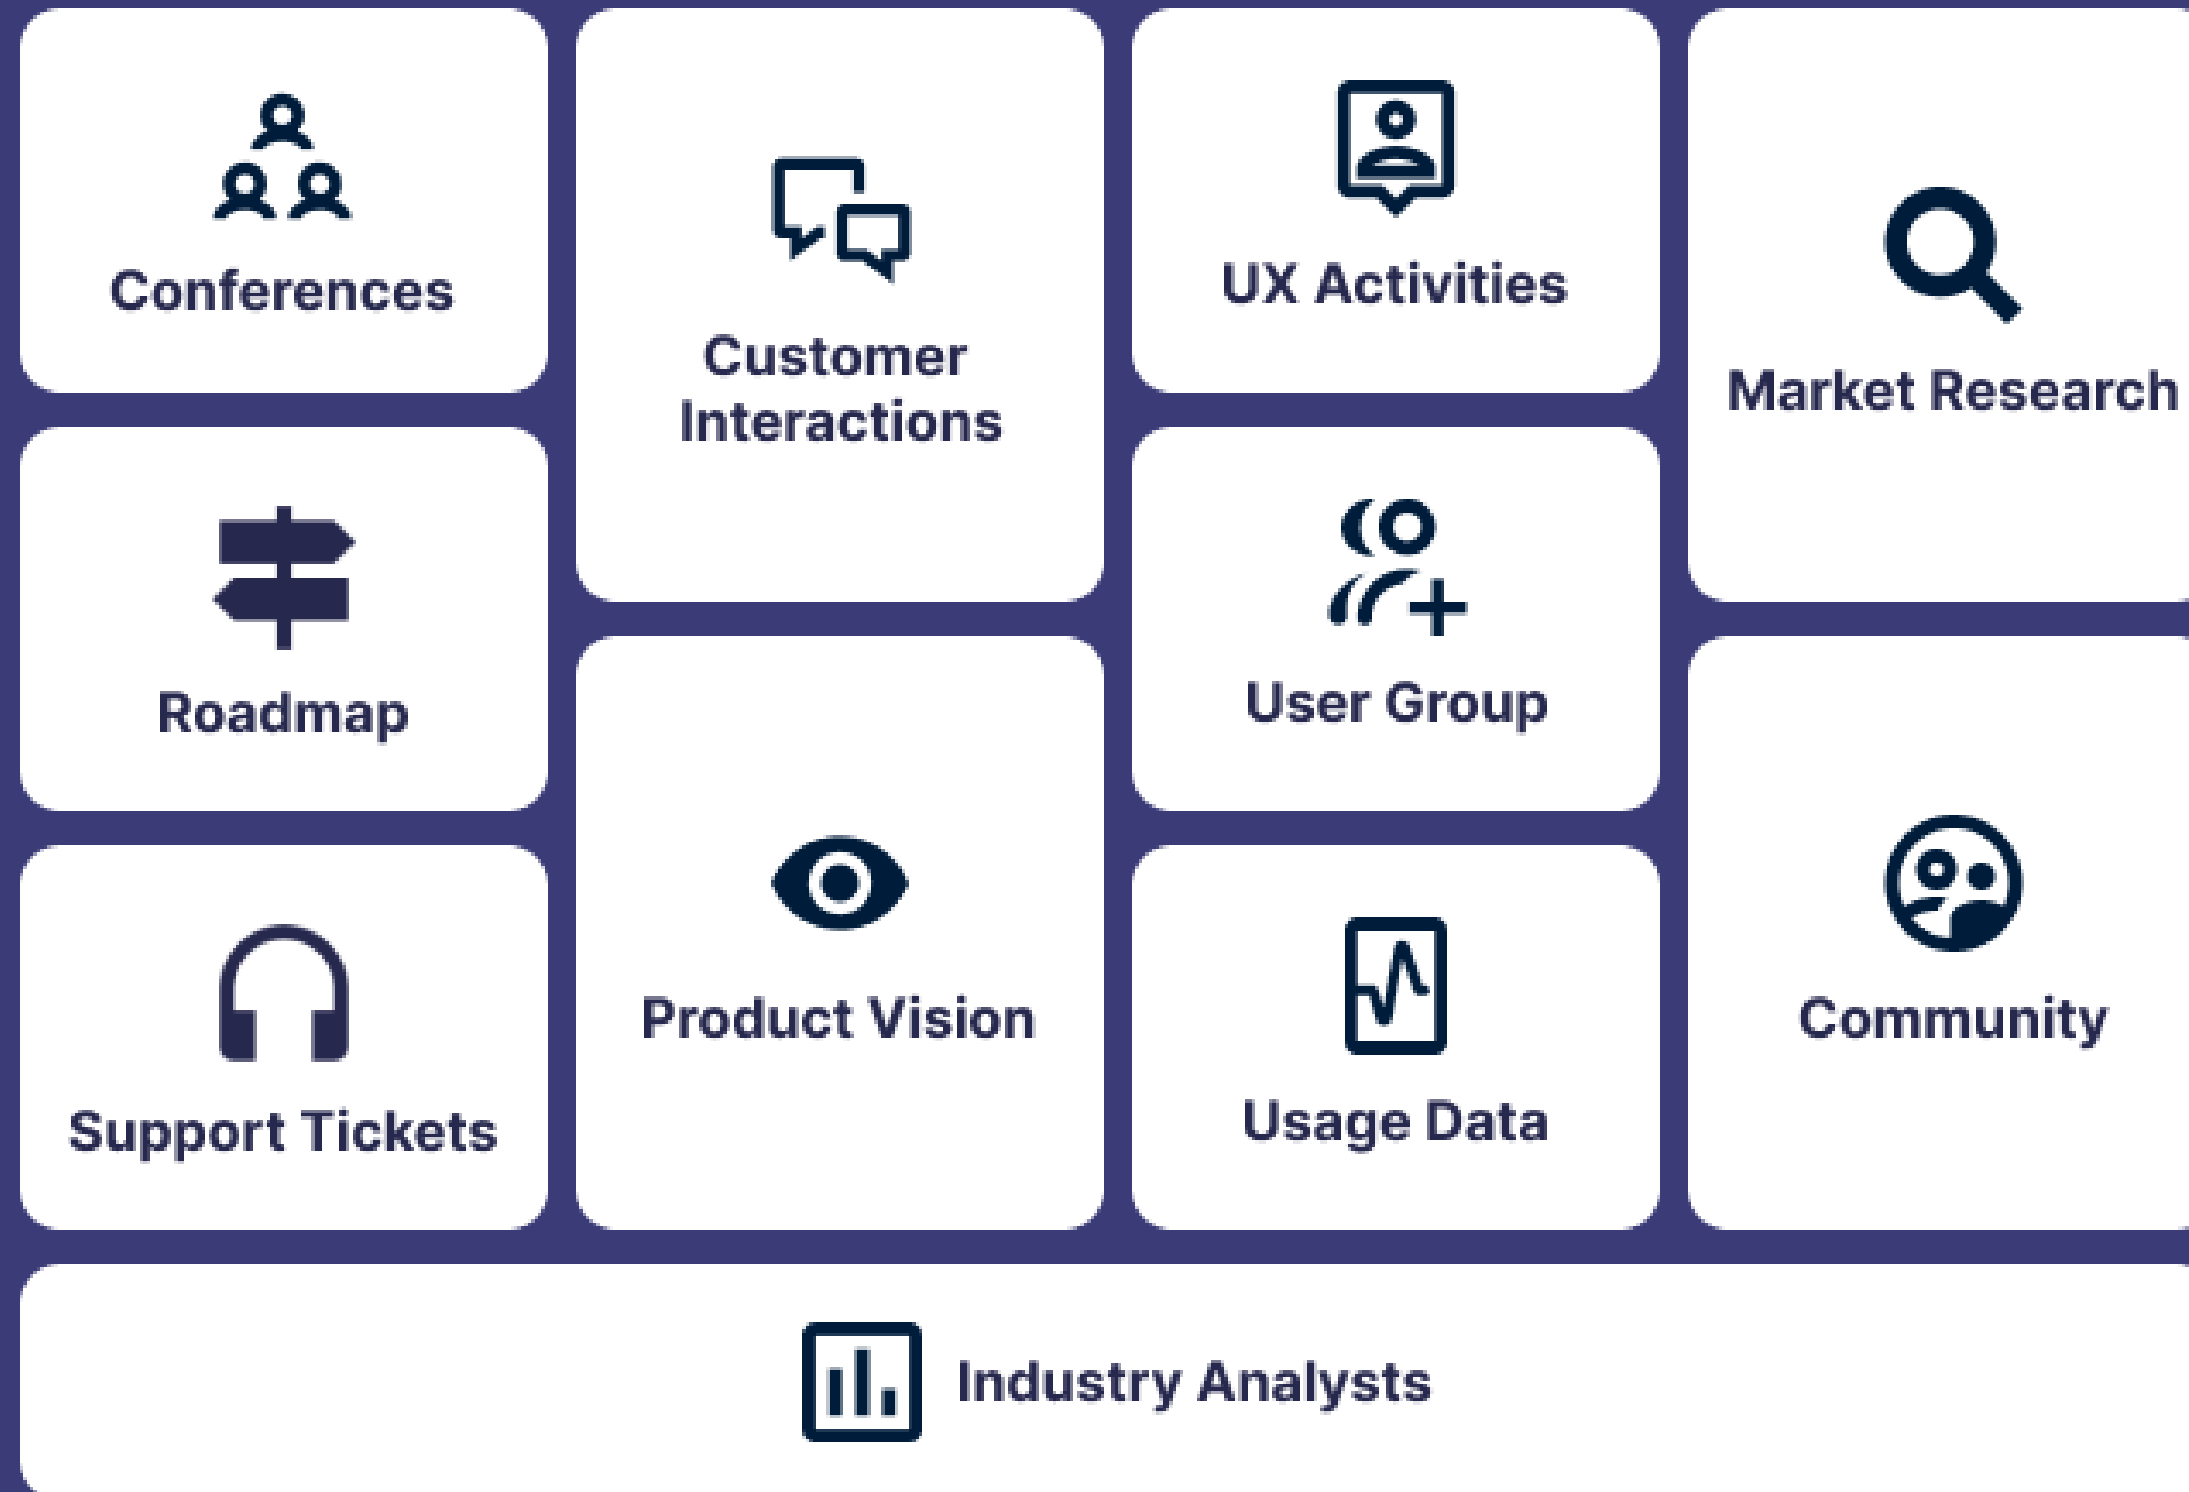 Conferences
Roadmap
Support Tickets
Customer
Interactions
Product Vision
UX Activities
User Group
Usage Data
Market Research
Community
Industry Analysts